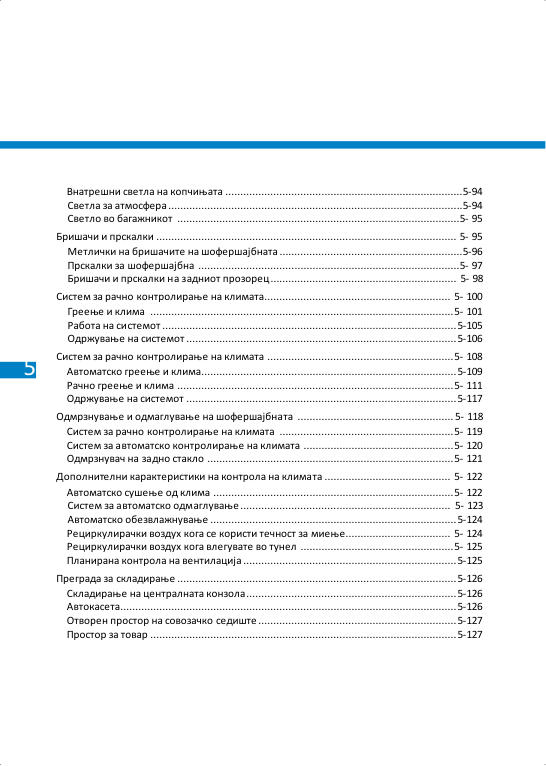 Внатрешни светла на копчињата ........ 5-94
Светла за атмосфера ........ 5-94
Светло во багажникот ........ 5- 95
Бришачи и прскалки ........ 5- 95
Метлички на бришачите на шофершајбната ........ 5-96
Прскалки за шофершајбна ........ 5- 97
Бришачи и прскалки на задниот прозорец ........ 5- 98
Систем за рачно контролирање на климата ........ 5- 100
Греење и клима ........ 5- 101
Работа на системот ........ 5-105
Одржување на системот ........ 5-106
Систем за рачно контролирање на климата ........ 5- 108
5
Автоматско греење и клима ........ 5-109
Рачно греење и клима ........ 5- 111
Одржување на системот ........ 5-117
Одмрзнување и одмаглување на шофершајбната ........ 5- 118
Систем за рачно контролирање на климата ........ 5- 119
Систем за автоматско контролирање на климата ........ 5- 120
Одмрзнувач на задно стакло ........ 5- 121
Дополнителни карактеристики на контрола на климата ........ 5- 122
Автоматско сушење од клима ........ 5- 122
Систем за автоматско одмаглување ........ 5- 123
Автоматско обезвлажнување ........ 5-124
Рециркулирачки воздух кога се користи течност за миење ........ 5- 124
Рециркулирачки воздух кога влегувате во тунел ........ 5- 125
Планирана контрола на вентилација ........ 5-125
Преграда за складирање ........ 5-126
Складирање на централната конзола ........ 5-126
Автокасета ........ 5-126
Отворен простор на совозачко седиште ........ 5-127
Простор за товар ........ 5-127